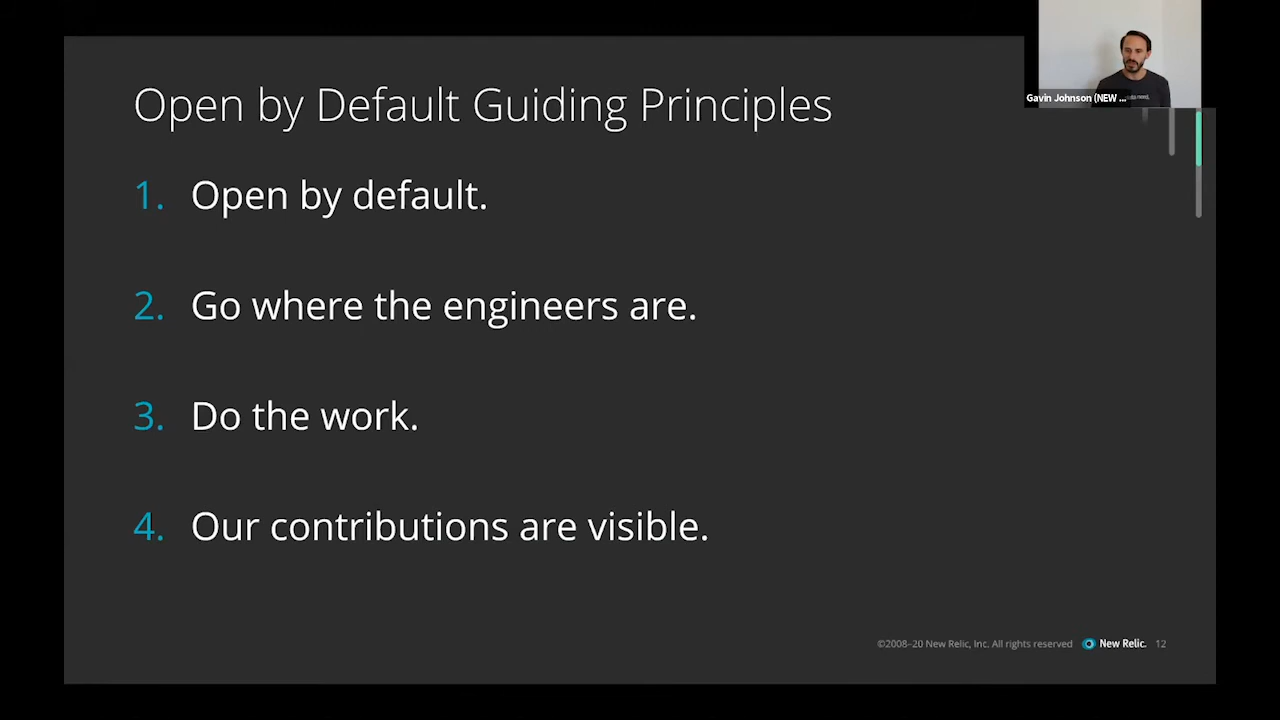 Open by Default Guiding Principles
Gavin Johnson (NEW ...
1. Open by default.
2. Go where the engineers are.
3. Do the work.
4. Our contributions are visible.
©2008–20 New Relic, Inc. All rights reserved New Relic. 12